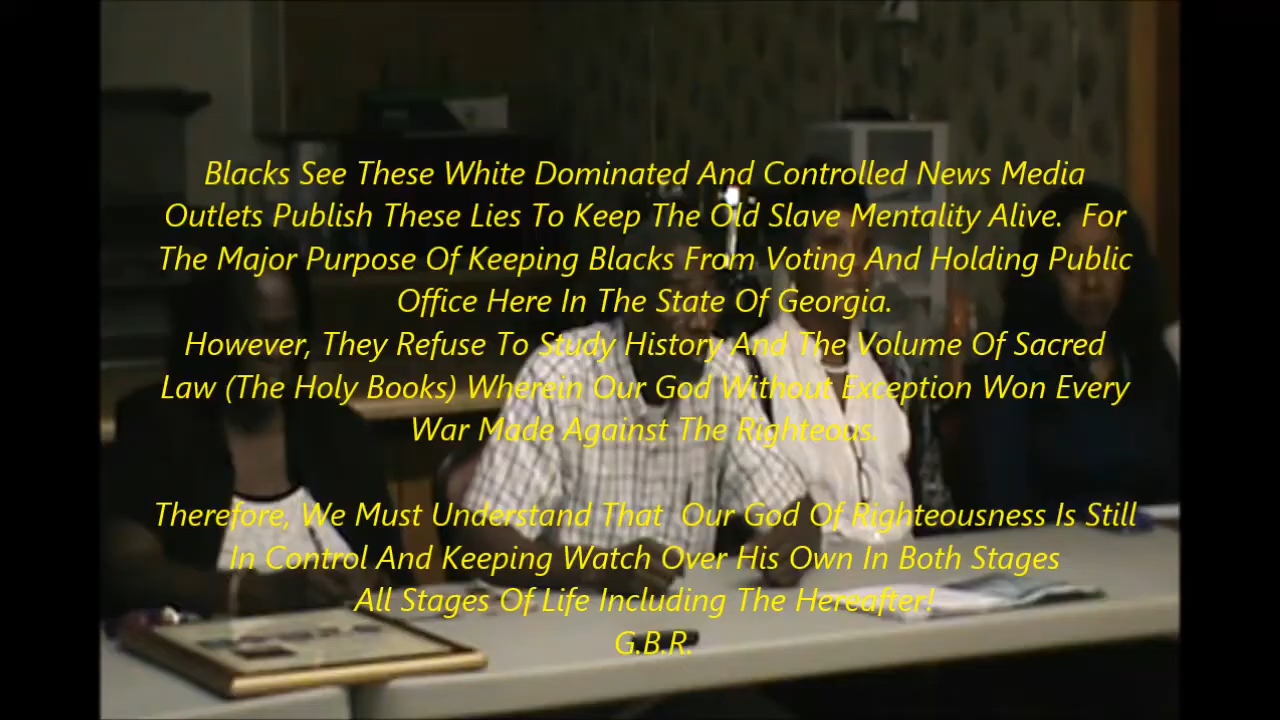 Blacks See These White Dominated And Controlled News Media
Outlets Publish These Lies To Keep The Old Slave Mentality Alive.  For
The Major Purpose Of Keeping Blacks From Voting And Holding Public
Office Here In The State Of Georgia.
However, They Refuse To Study History And The Volume Of Sacred
Law (The Holy Books) Wherein Our God Without Exception Won Every
War Made Against The Righteous.
Therefore, We Must Understand That  Our God Of Righteousness Is Still
In Control And Keeping Watch Over His Own In Both Stages
All Stages Of Life Including The Hereafter!
G.B.R.